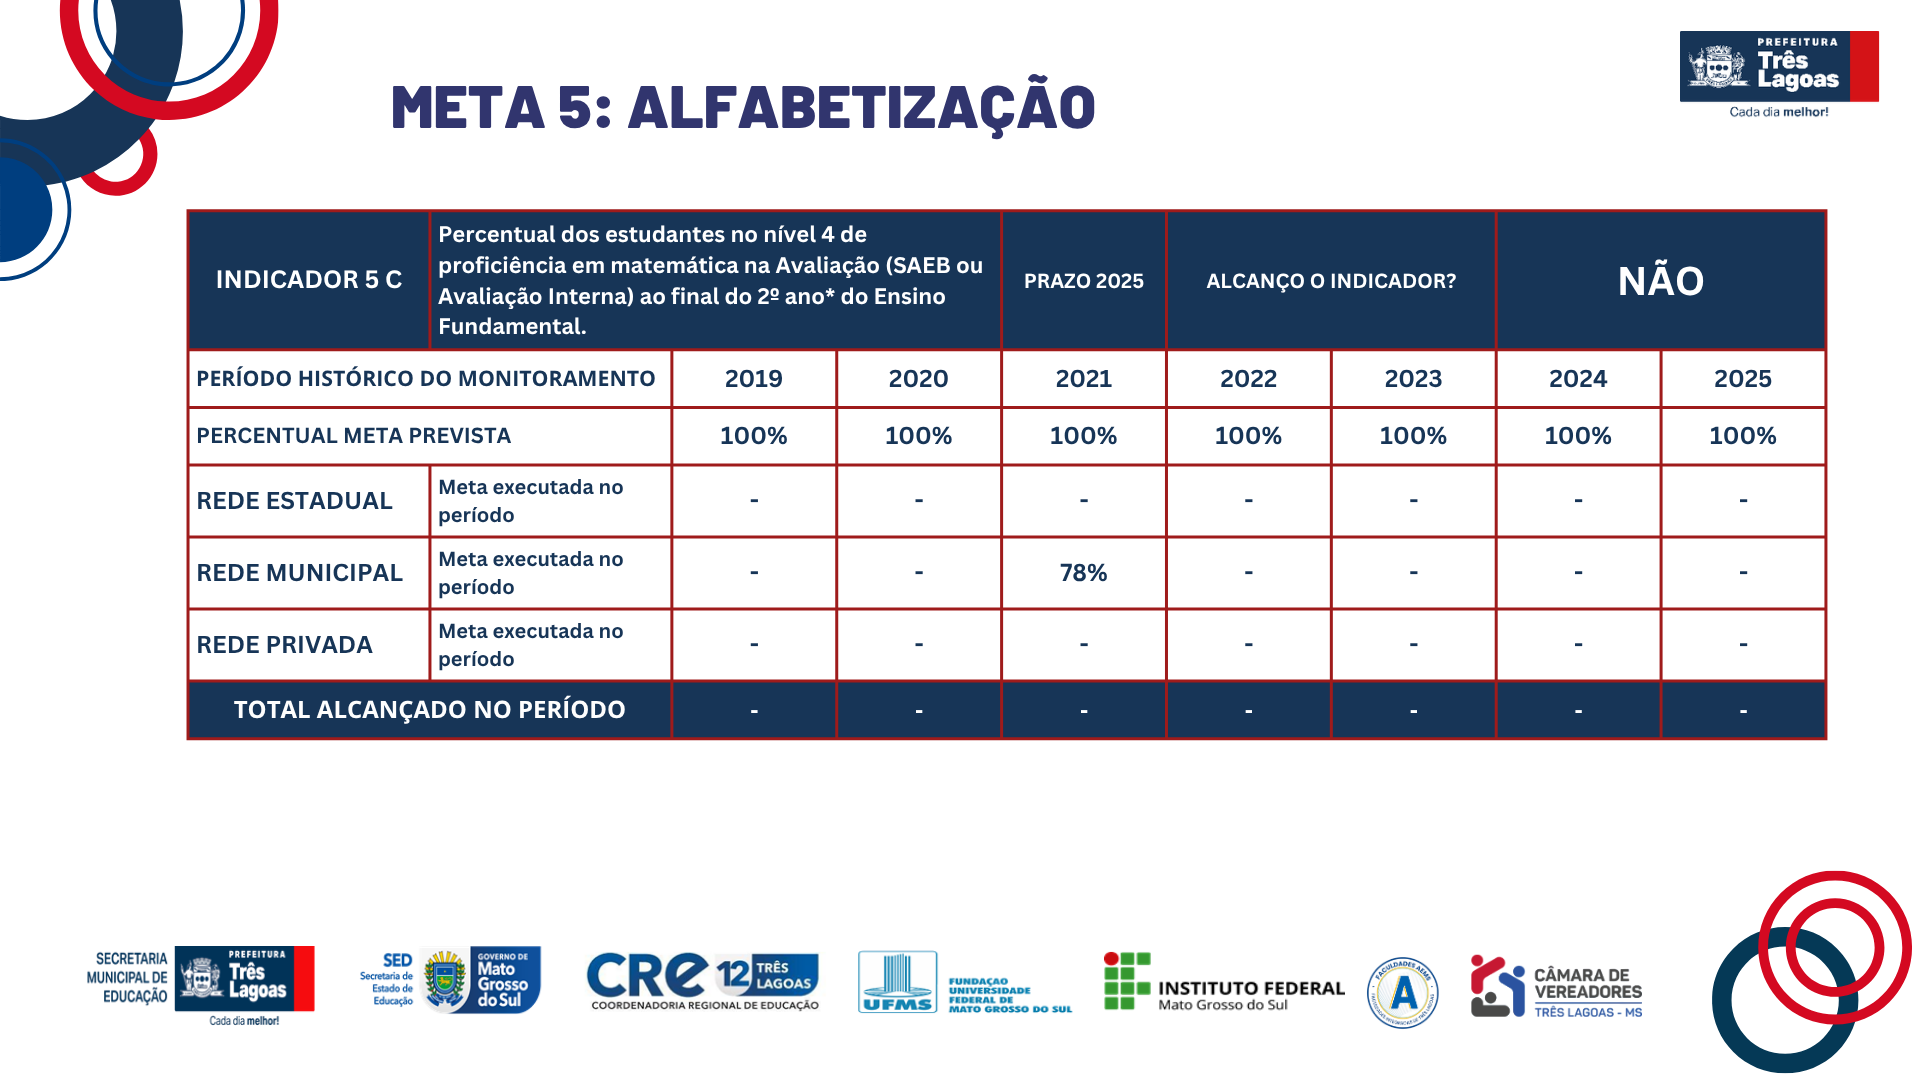 PREFEITURA
Três
Lagoas
Cada dia melhor!
META 5: ALFABETIZAÇÃO
INDICADOR 5 C
Percentual dos estudantes no nível 4 de
proficiência em matemática na Avaliação (SAEB ou
Avaliação Interna) ao final do 2º ano* do Ensino
Fundamental.
PRAZO 2025
ALCANÇO O INDICADOR?
NÃO
PERÍODO HISTÓRICO DO MONITORAMENTO 2019 2020 2021 2022 2023 2024 2025
PERCENTUAL META PREVISTA 100% 100% 100% 100% 100% 100% 100%
REDE ESTADUAL
Meta executada no
período
- - - - - - -
REDE MUNICIPAL
Meta executada no
período
- - 78% - - - -
REDE PRIVADA
Meta executada no
período
- - - - - - -
TOTAL ALCANÇADO NO PERÍODO - - - - - - -
SECRETARIA
MUNICIPAL DE
EDUCAÇÃO
PREFEITURA
Três
Lagoas
Cada dia melhor!
SED
Secretaria de
Estado de
Educação
GOVERNO DE
Mato
Grosso
do Sul
CRE 12 TRÊS
LAGOAS
COORDENADORIA REGIONAL DE EDUCAÇÃO
UFMS
FUNDAÇAO
UNIVERSIDADE
FEDERAL DE
MATO GROSSO DO SUL
INSTITUTO FEDERAL
Mato Grosso do Sul
FACULDADES AEMS
A
CÂMARA DE
VEREADORES
TRÊS LAGOAS - MS